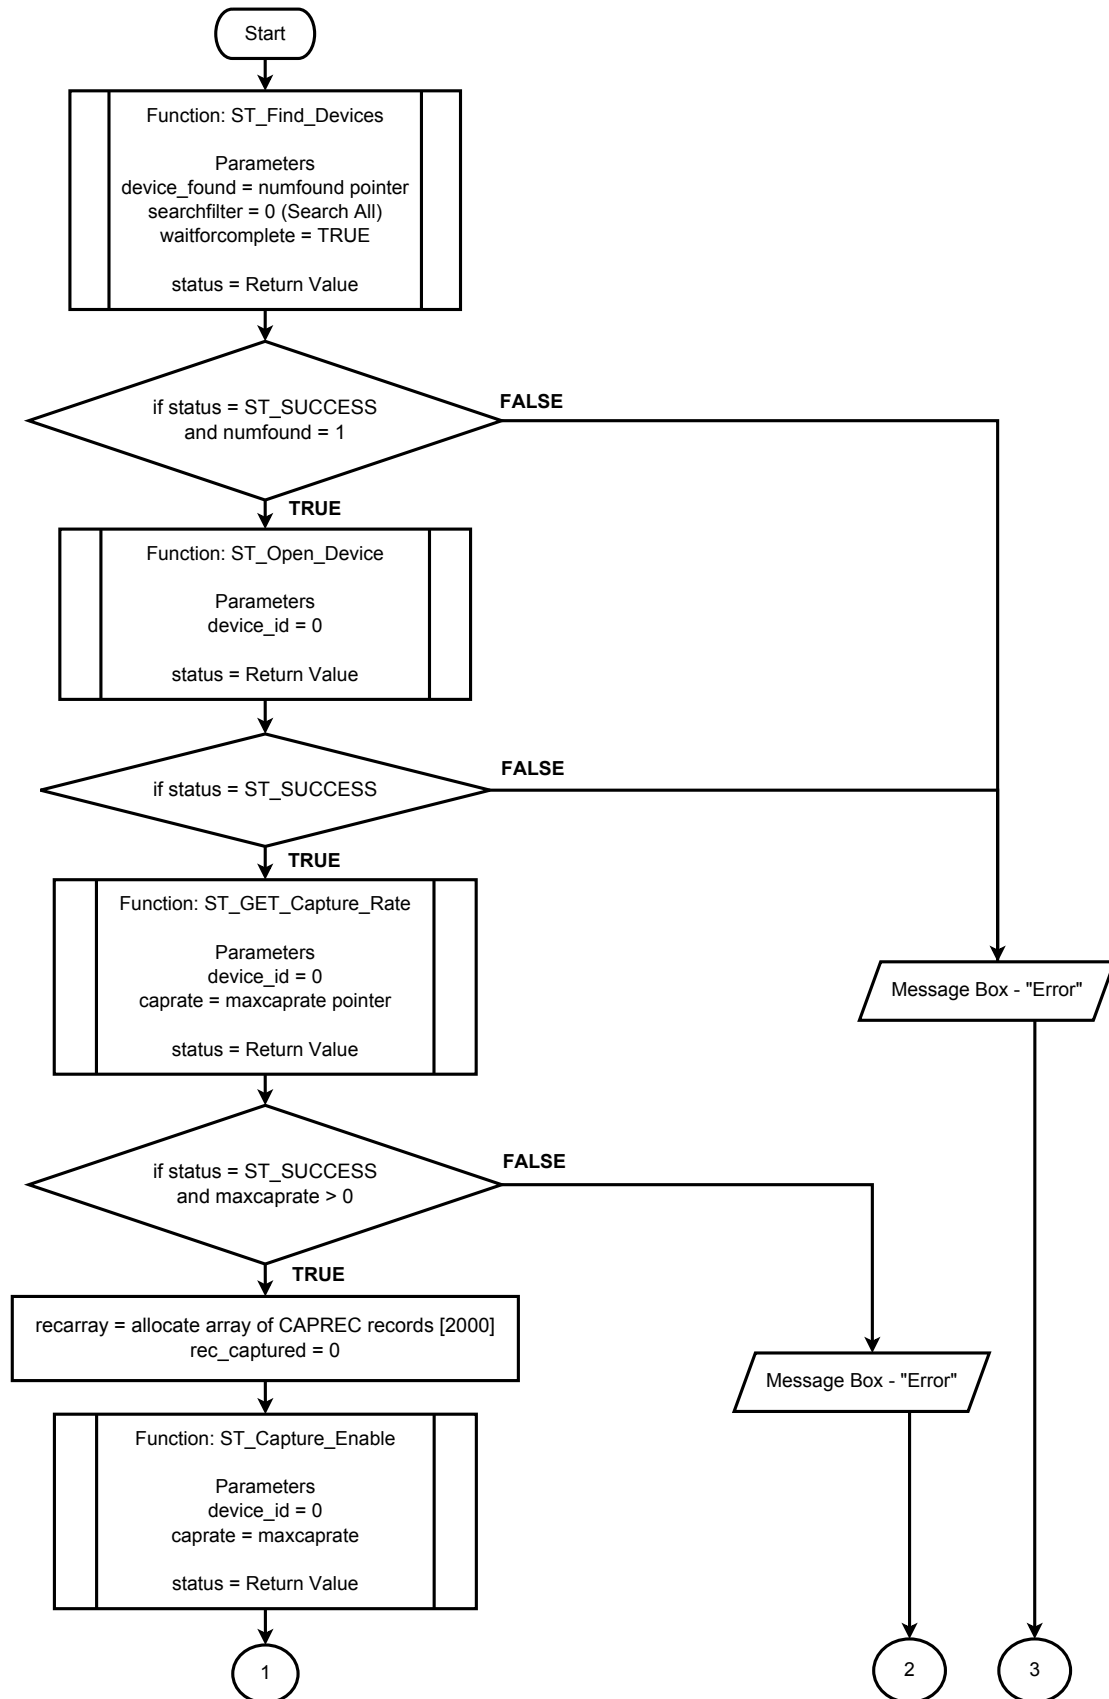 Start
Function: ST_Find_Devices
Parameters
device_found = numfound pointer
searchfilter = 0 (Search All)
waitforcomplete = TRUE
status = Return Value
if status = ST_SUCCESS
and numfound = 1
FALSE
TRUE
Function: ST_Open_Device
Parameters
device_id = 0
status = Return Value
if status = ST_SUCCESS
FALSE
TRUE
Function: ST_GET_Capture_Rate
Parameters
device_id = 0
caprate = maxcaprate pointer
status = Return Value
Message Box - "Error"
if status = ST_SUCCESS
and maxcaprate > 0
FALSE
TRUE
recarray = allocate array of CAPREC records [2000]
rec_captured = 0
Message Box - "Error"
Function: ST_Capture_Enable
Parameters
device_id = 0
caprate = maxcaprate
status = Return Value
1
2
3